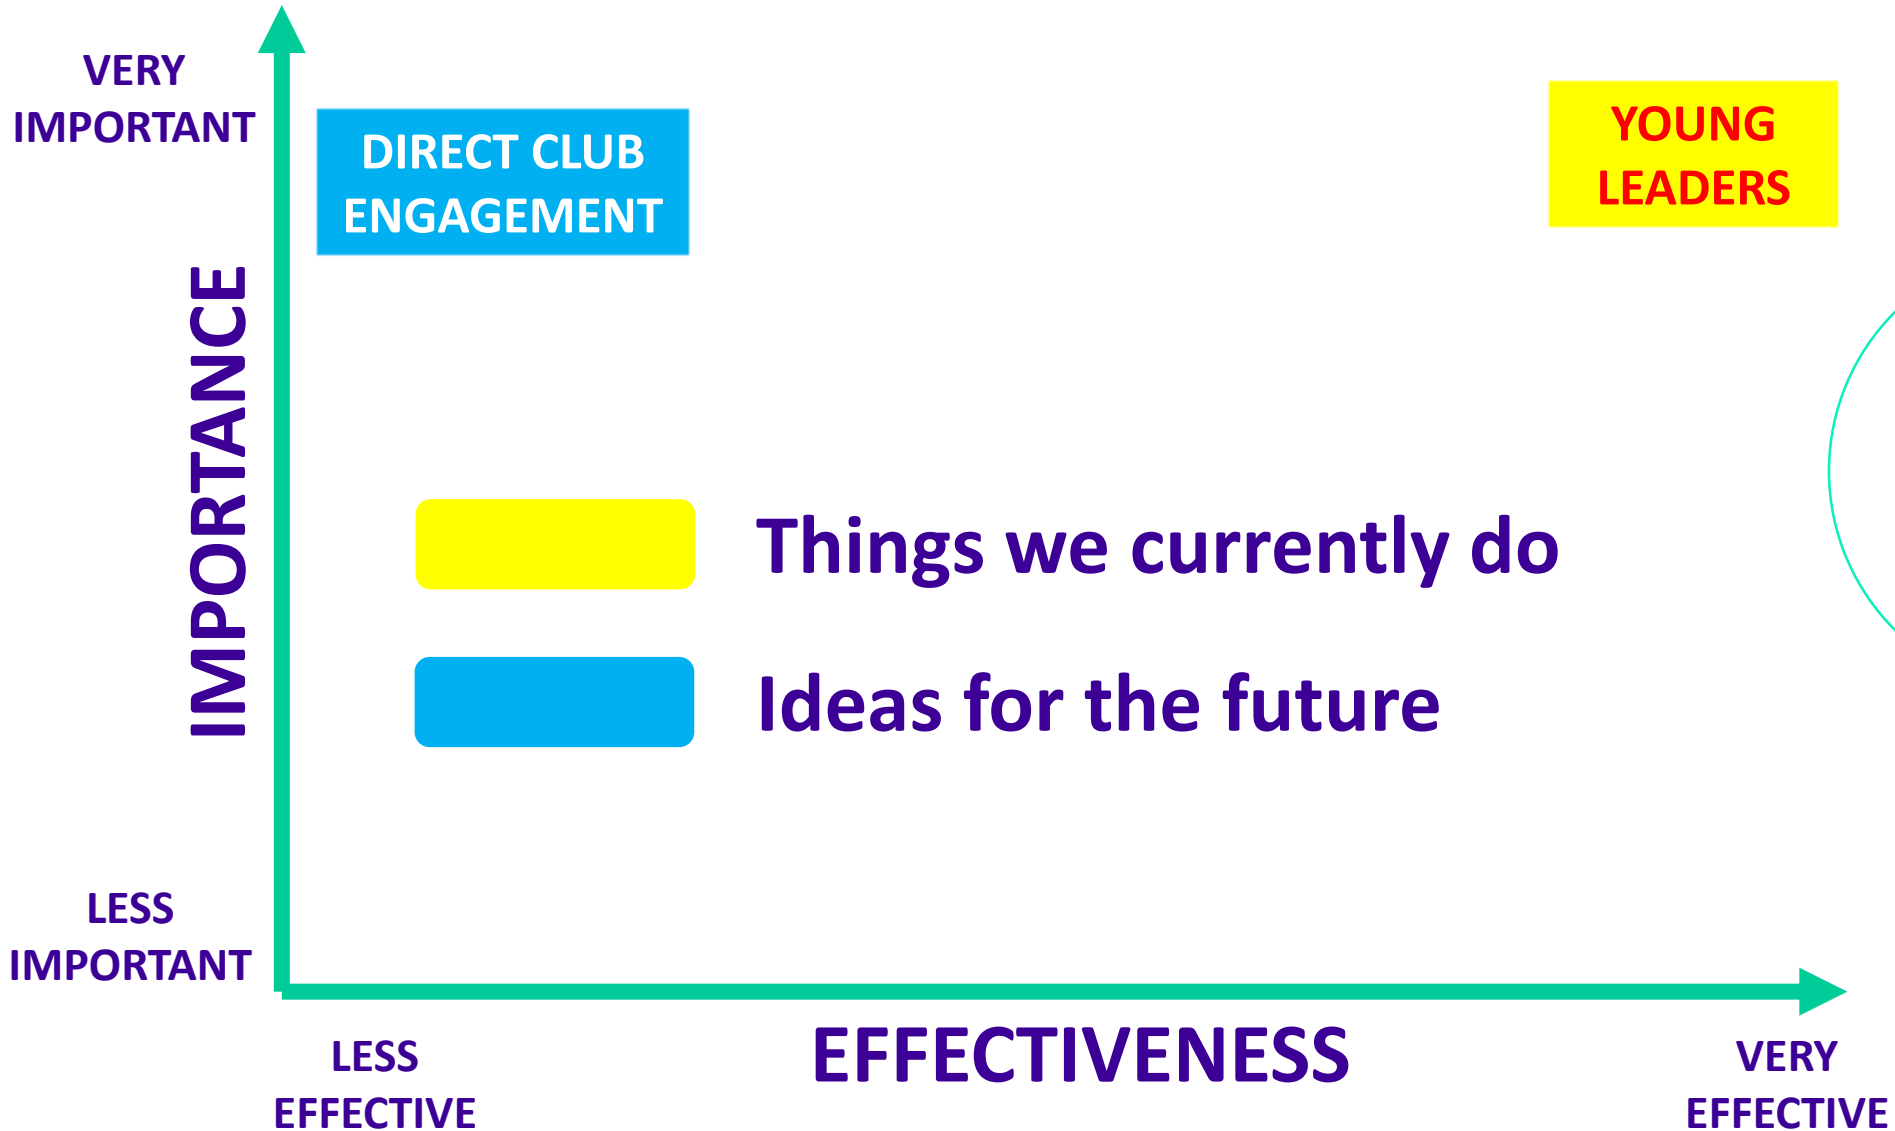 VERY
IMPORTANT
DIRECT CLUB
ENGAGEMENT
YOUNG
LEADERS
IMPORTANCE
Things we currently do
Ideas for the future
LESS
IMPORTANT
LESS
EFFECTIVE
EFFECTIVENESS
VERY
EFFECTIVE